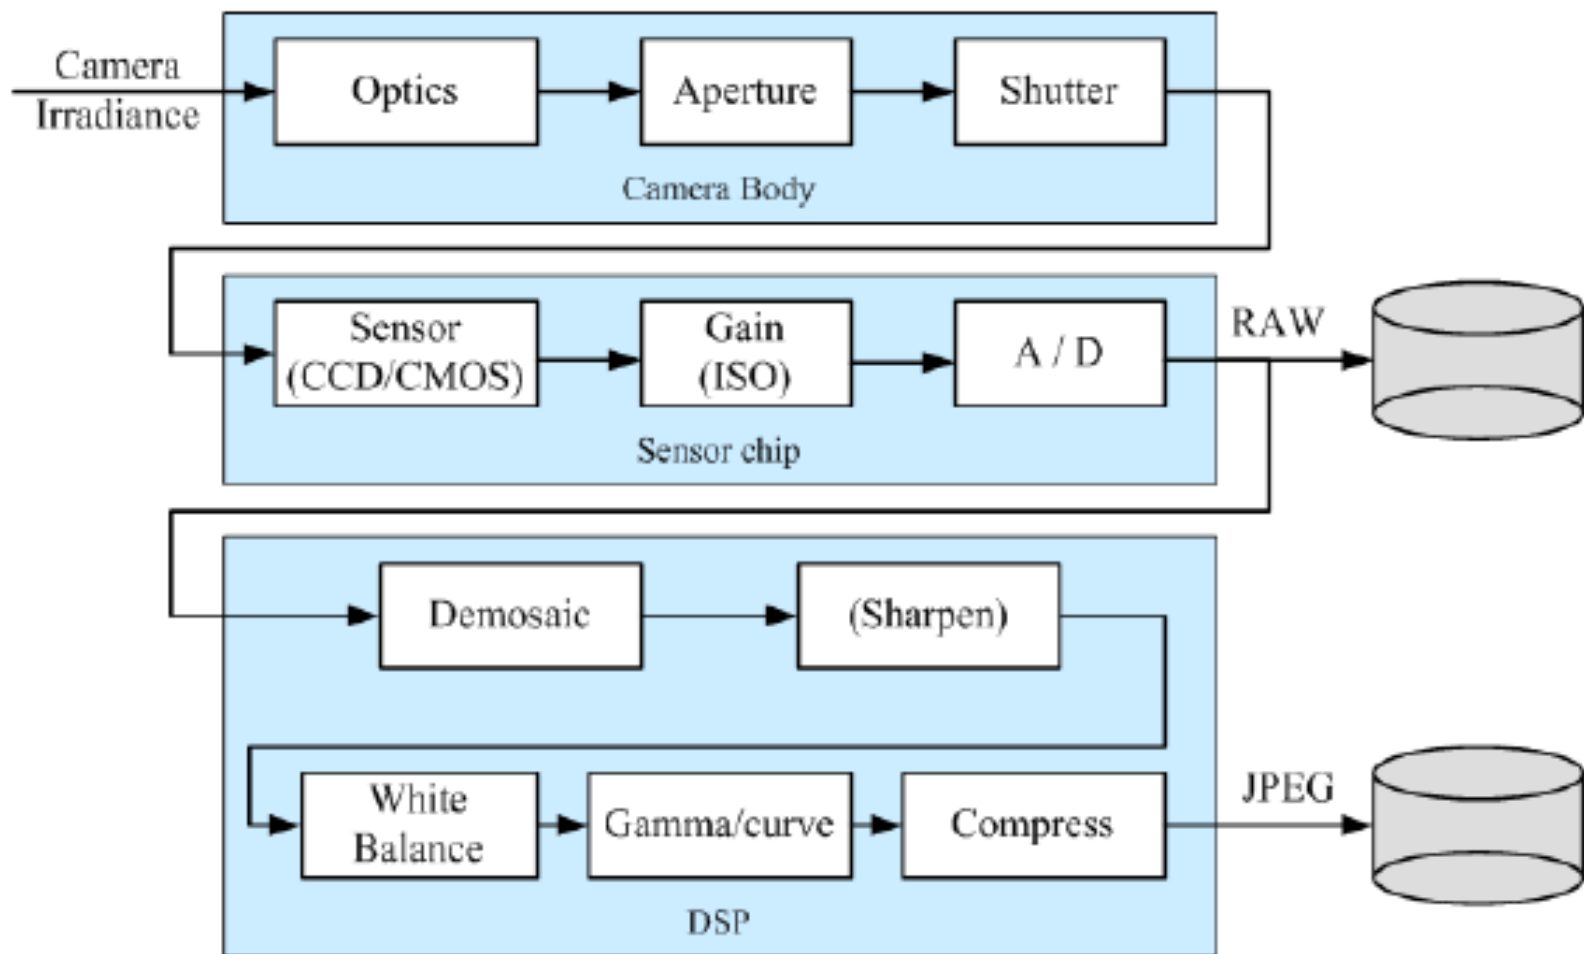 Camera
Irradiance
Optics
Aperture
Shutter
Camera Body
Sensor
(CCD/CMOS)
Gain
(ISO)
A / D
RAW
Sensor chip
Demosaic
(Sharpen)
White
Balance
Gamma/curve
Compress
JPEG
DSP